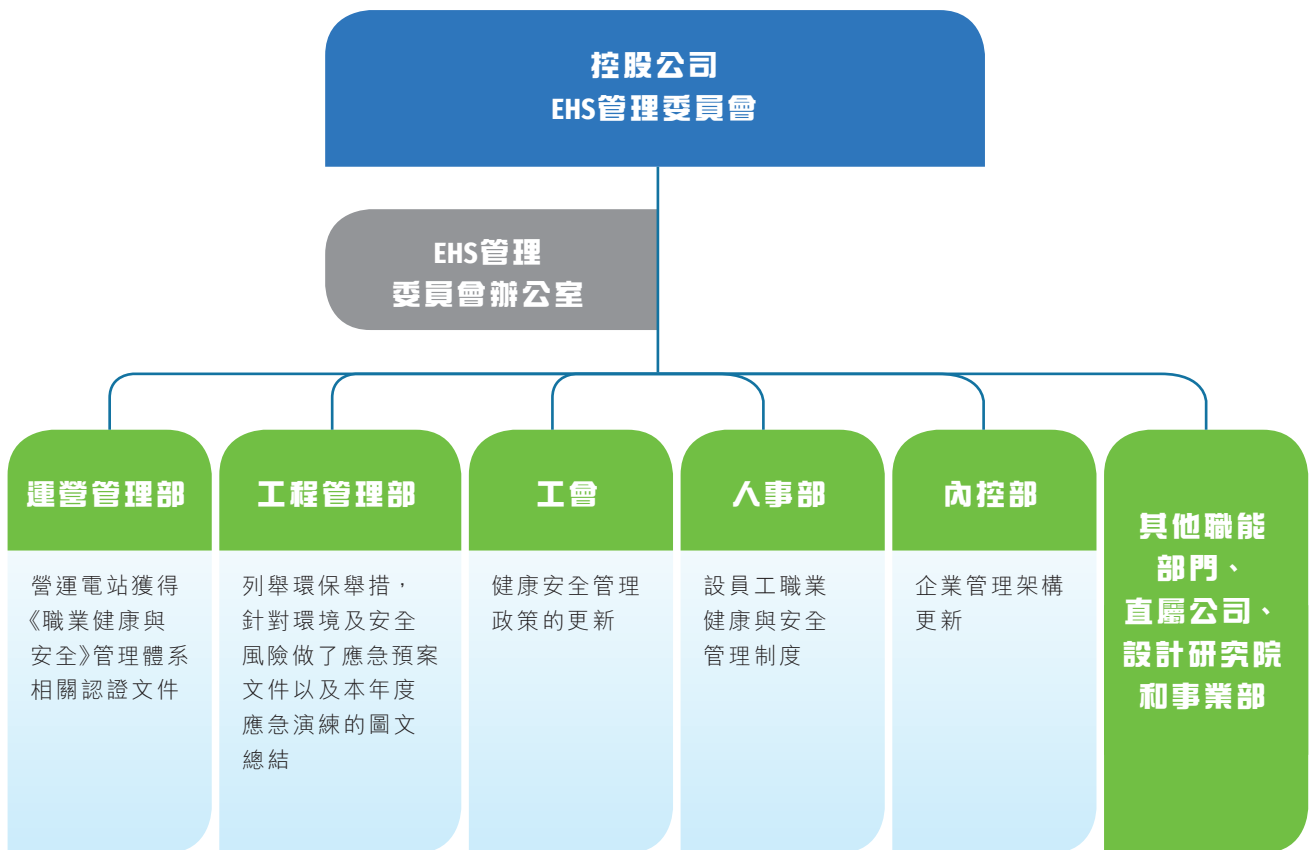 控股公司
EHS管理委員會
EHS管理
委員會辦公室
運營管理部
營運電站獲得
《職業健康與
安全》管理體系
相關認證文件
工程管理部
列舉環保舉措，
針對環境及安全
風險做了應急預案
文件以及本年度
應急演練的圖文
總結
工會
健康安全管理
政策的更新
人事部
設員工職業
健康與安全
管理制度
內控部
企業管理架構
更新
其他職能
部門、
直屬公司、
設計研究院
和事業部